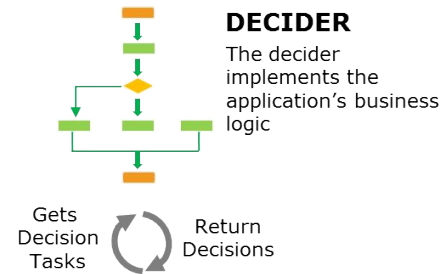 DECIDER
The decider
implements the
application's business
logic
Gets
Decision
Tasks
Return
Decisions